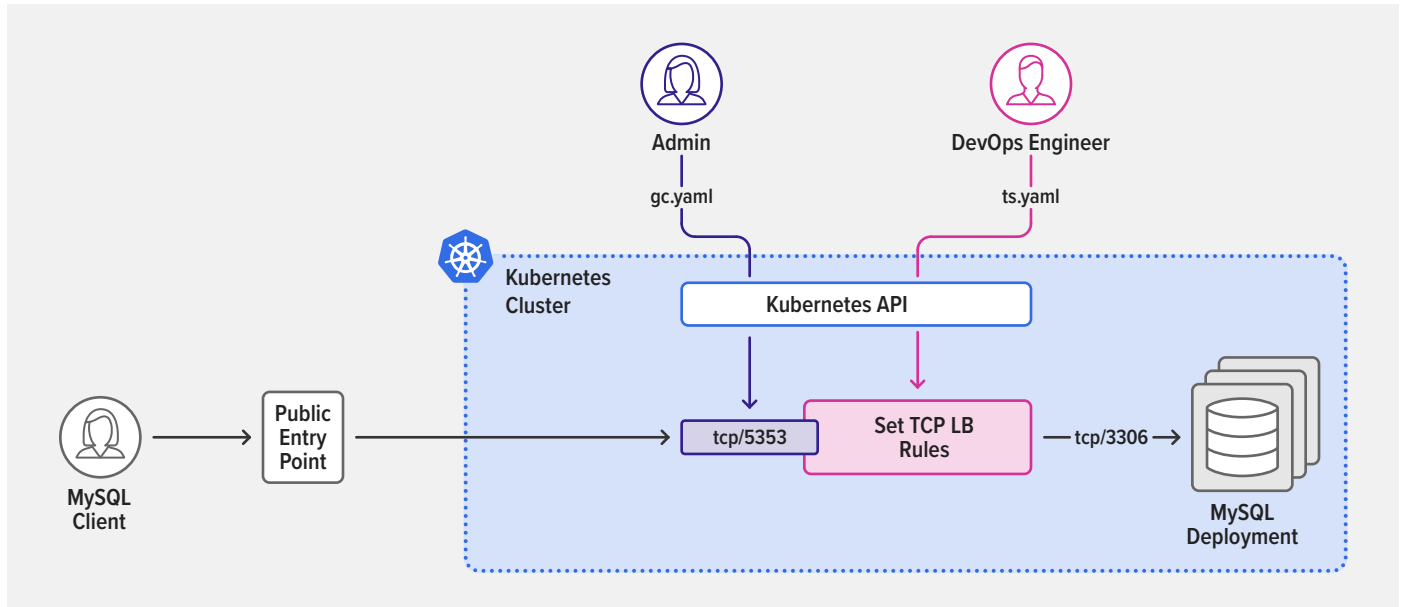 Admin
DevOps Engineer
gc.yaml
ts.yaml
Kubernetes
Cluster
Kubernetes API
Public
Entry
Point
tcp/5353
Set TCP LB
Rules
tcp/3306
MySQL
Client
MySQL
Deployment